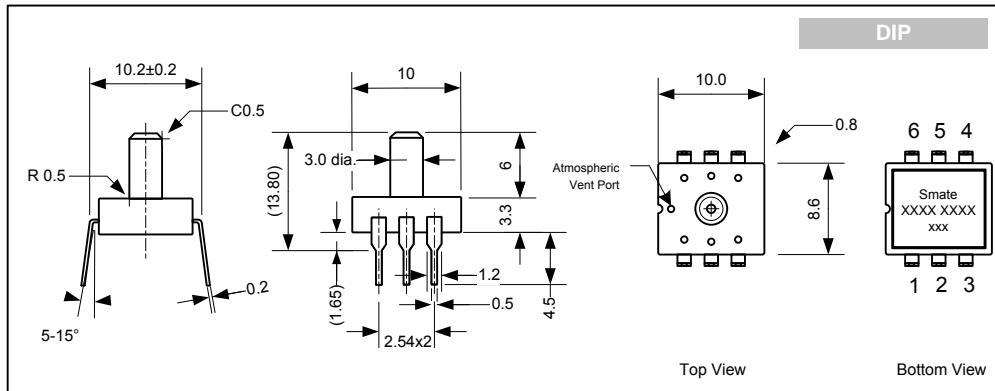 DIP
10.2±0.2
C0.5
R 0.5
5-15°
0.2
10
3.0 dia.
(13.80)
6
3.3
(1.65)
1.2
0.5
4.5
2.54x2
10.0
0.8
Atmospheric
Vent Port
8.6
Top View
6 5 4
Smate
XXXX XXXX
xxx
1 2 3
Bottom View